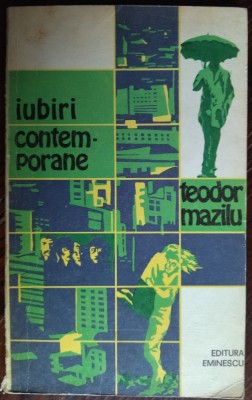 iubiri
contem-
porane
teodor
mazilu
EDITURA
EMINESCU